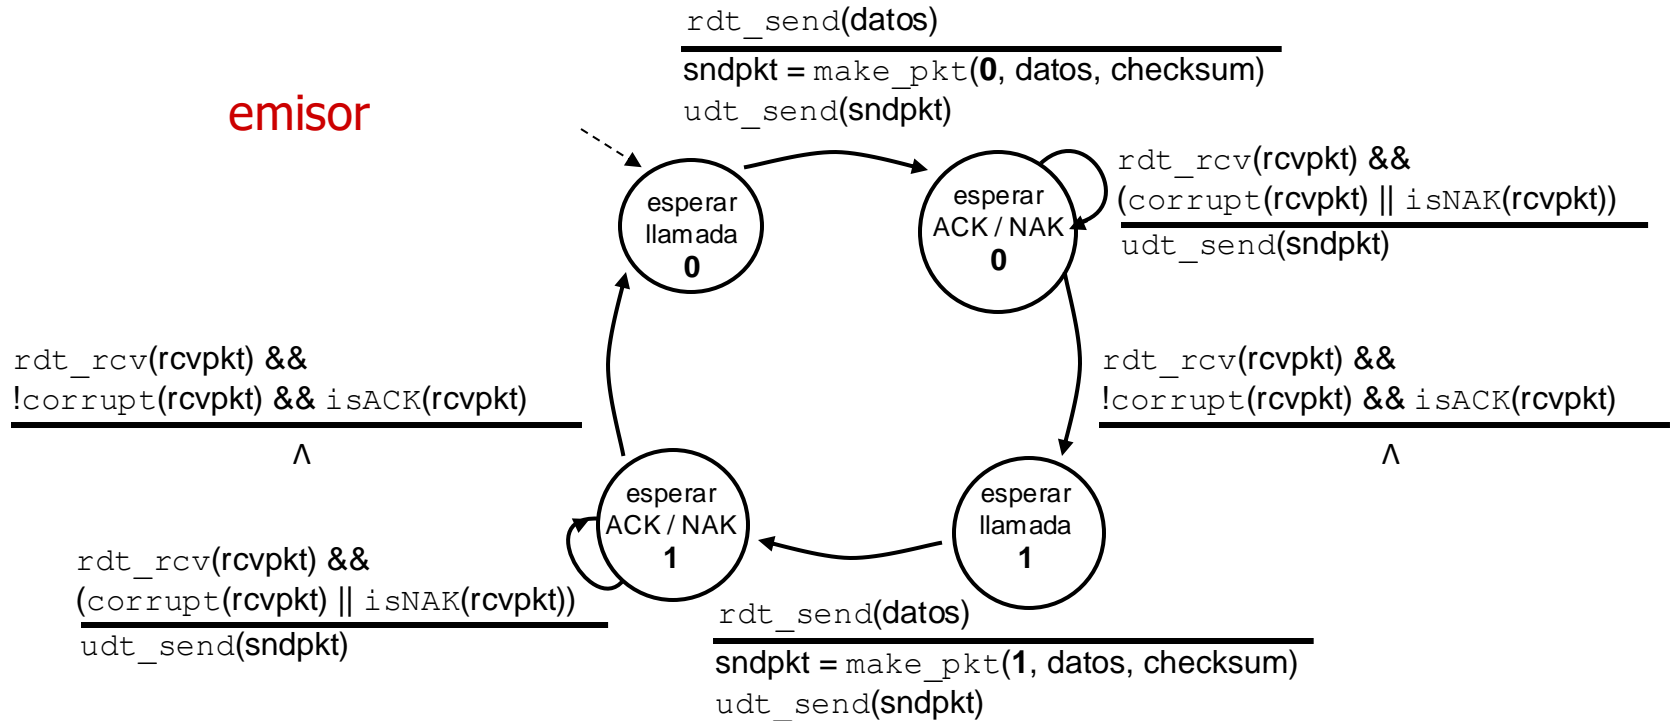 rdt_send(datos)
sndpkt = make_pkt(0, datos, checksum)
udt_send(sndpkt)
emisor
esperar
llamada
0
esperar
ACK / NAK
0
rdt_rcv(rcvpkt) &&
(corrupt(rcvpkt) || isNAK(rcvpkt))
udt_send(sndpkt)
rdt_rcv(rcvpkt) &&
!corrupt(rcvpkt) && isACK(rcvpkt)
Λ
rdt_rcv(rcvpkt) &&
!corrupt(rcvpkt) && isACK(rcvpkt)
Λ
esperar
ACK / NAK
1
esperar
llamada
1
rdt_rcv(rcvpkt) &&
(corrupt(rcvpkt) || isNAK(rcvpkt))
udt_send(sndpkt)
rdt_send(datos)
sndpkt = make_pkt(1, datos, checksum)
udt_send(sndpkt)